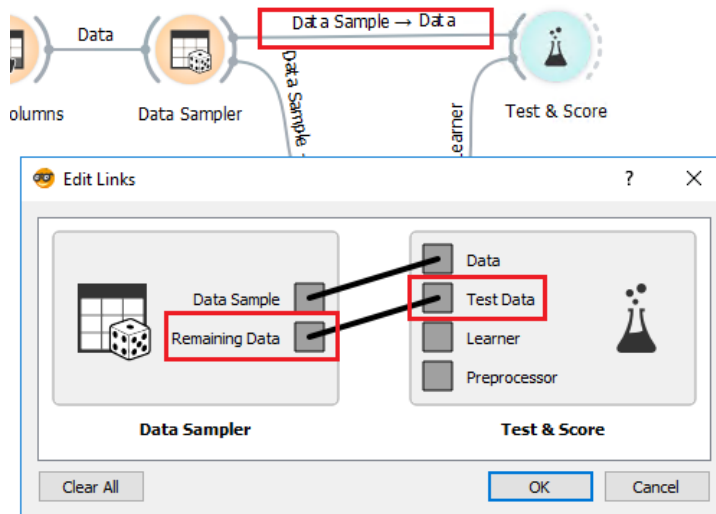 Data
Data Sample → Data
Data Sample
Learner
olumns
Data Sampler
Test & Score
Edit Links
?
Data Sample
Remaining Data
Data
Test Data
Learner
Preprocessor
Data Sampler
Test & Score
Clear All
OK
Cancel